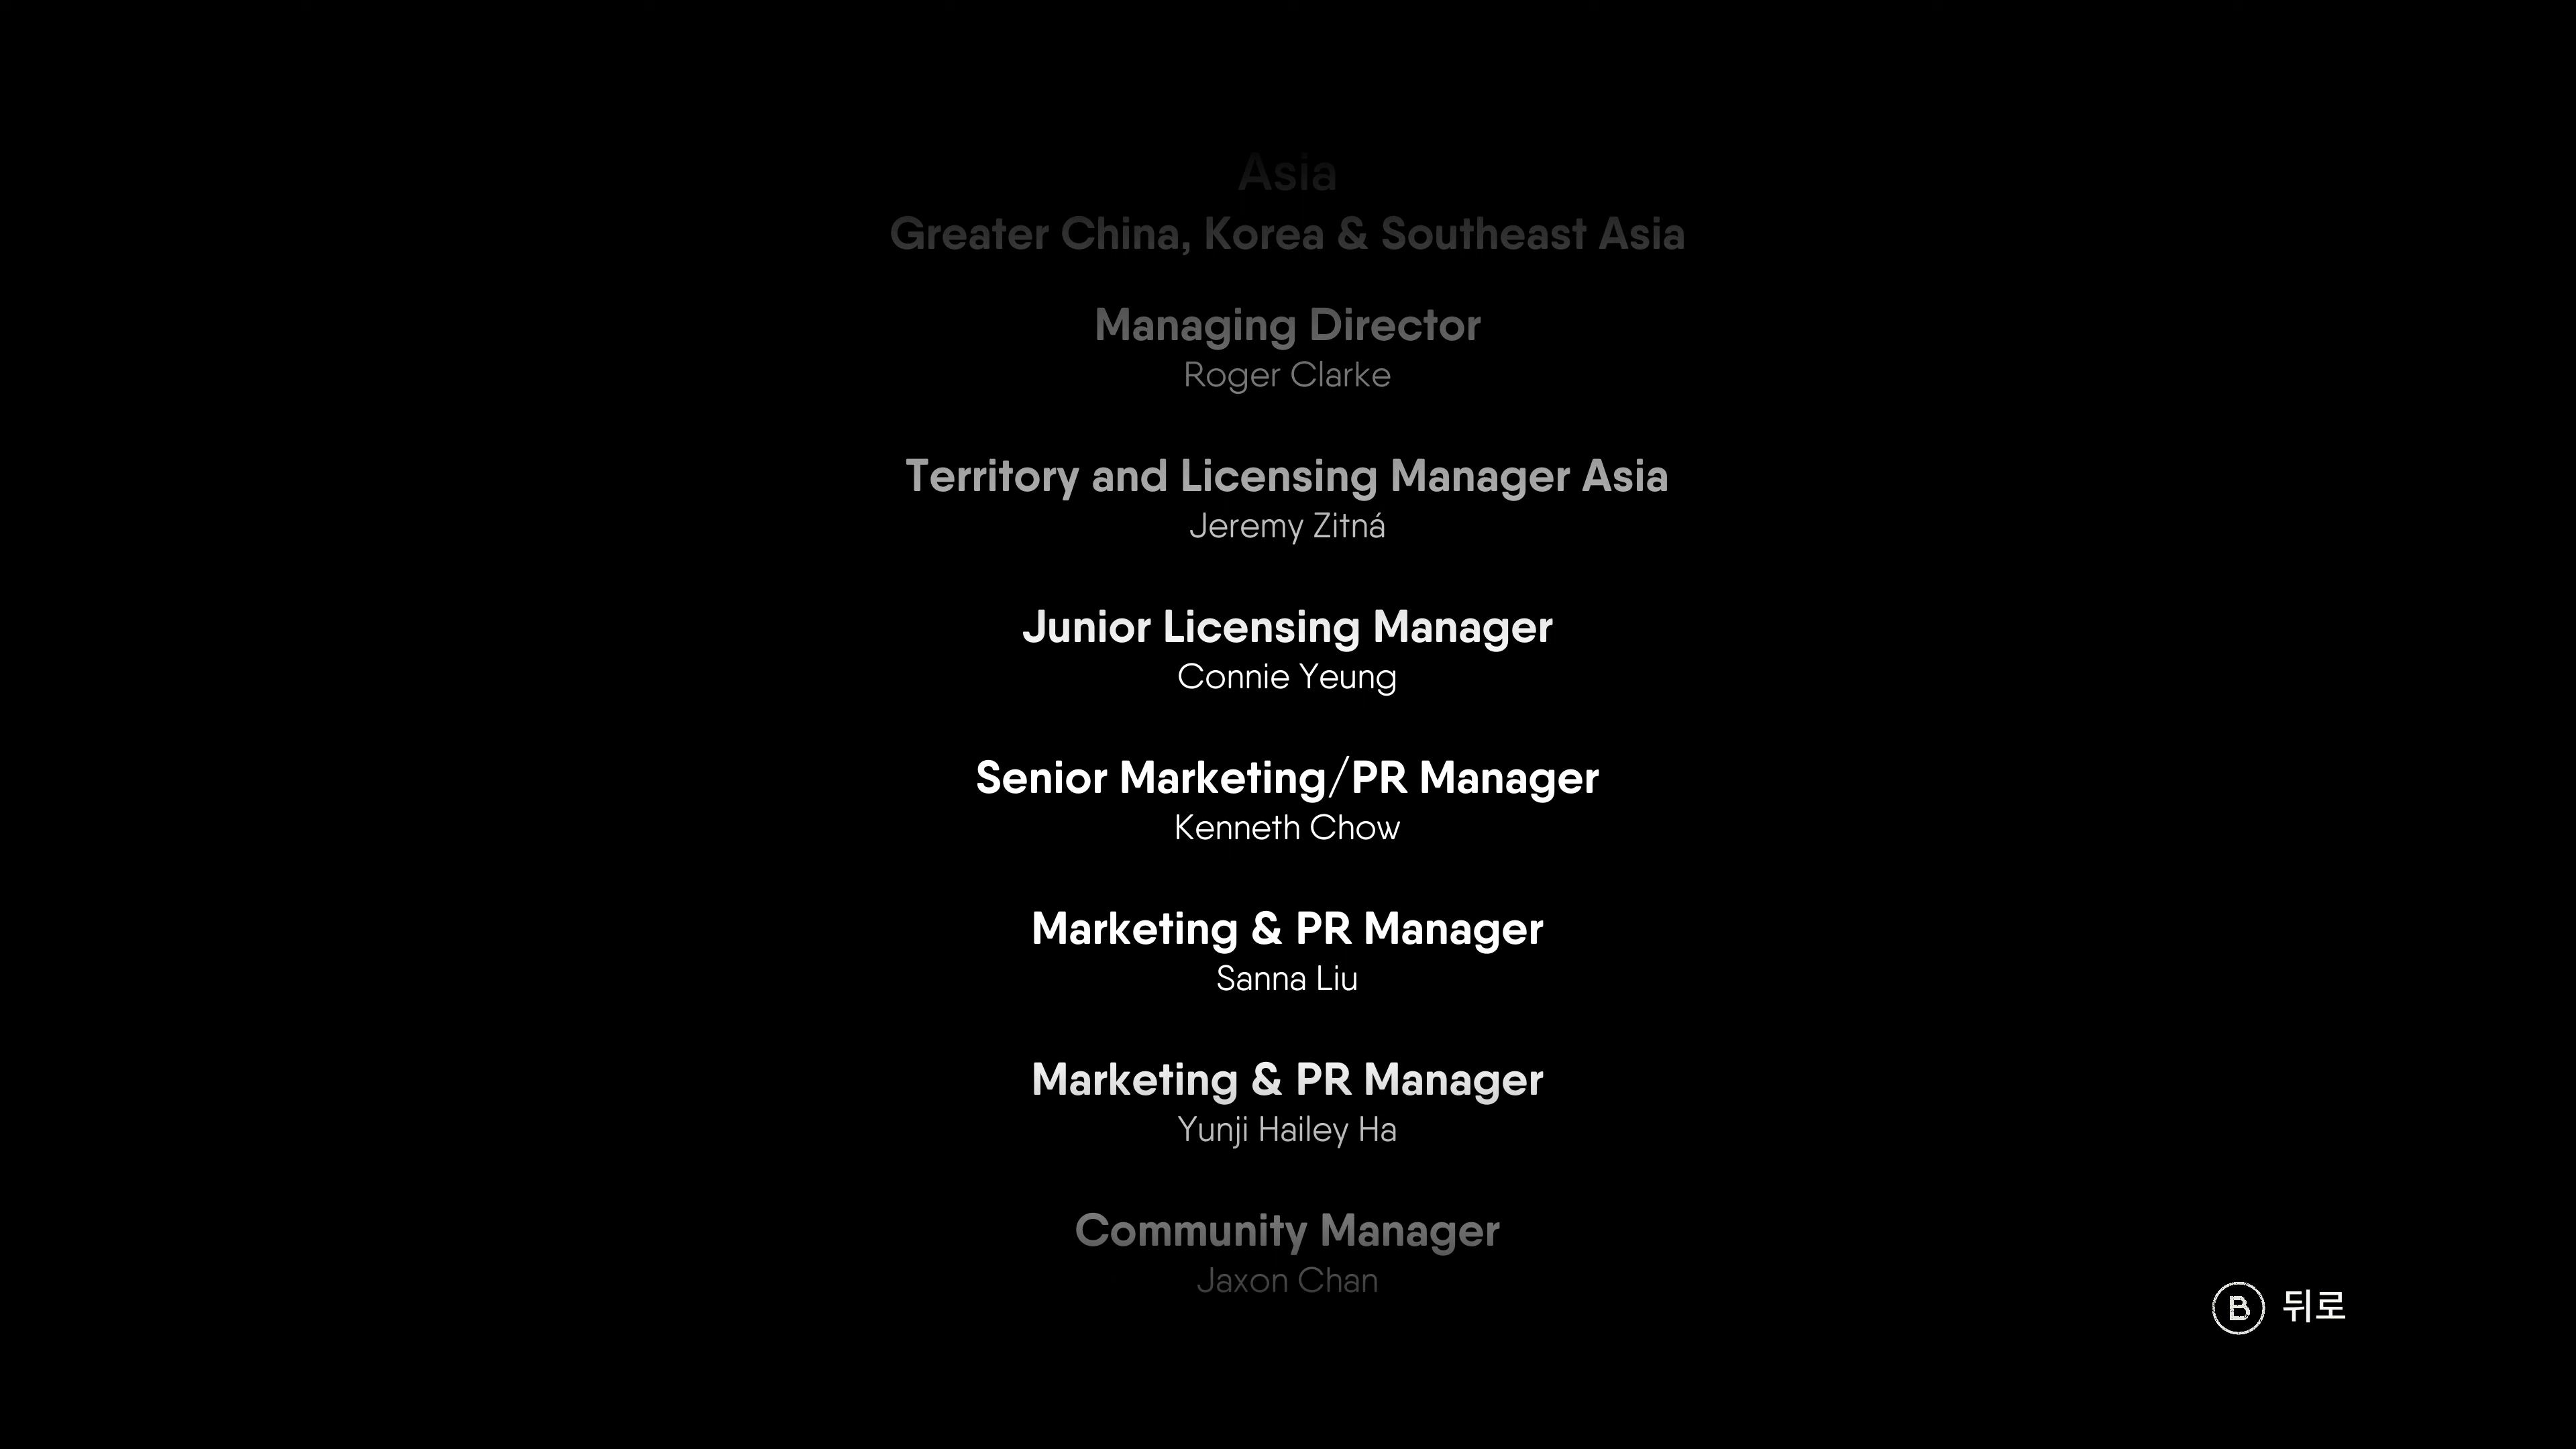 Asia
Greater China, Korea & Southeast Asia
Managing Director
Roger Clarke
Territory and Licensing Manager Asia
Jeremy Zitná
Junior Licensing Manager
Connie Yeung
Senior Marketing/PR Manager
Kenneth Chow
Marketing & PR Manager
Sanna Liu
Marketing & PR Manager
Yunji Hailey Ha
Community Manager
Jaxon Chan
B 뒤로